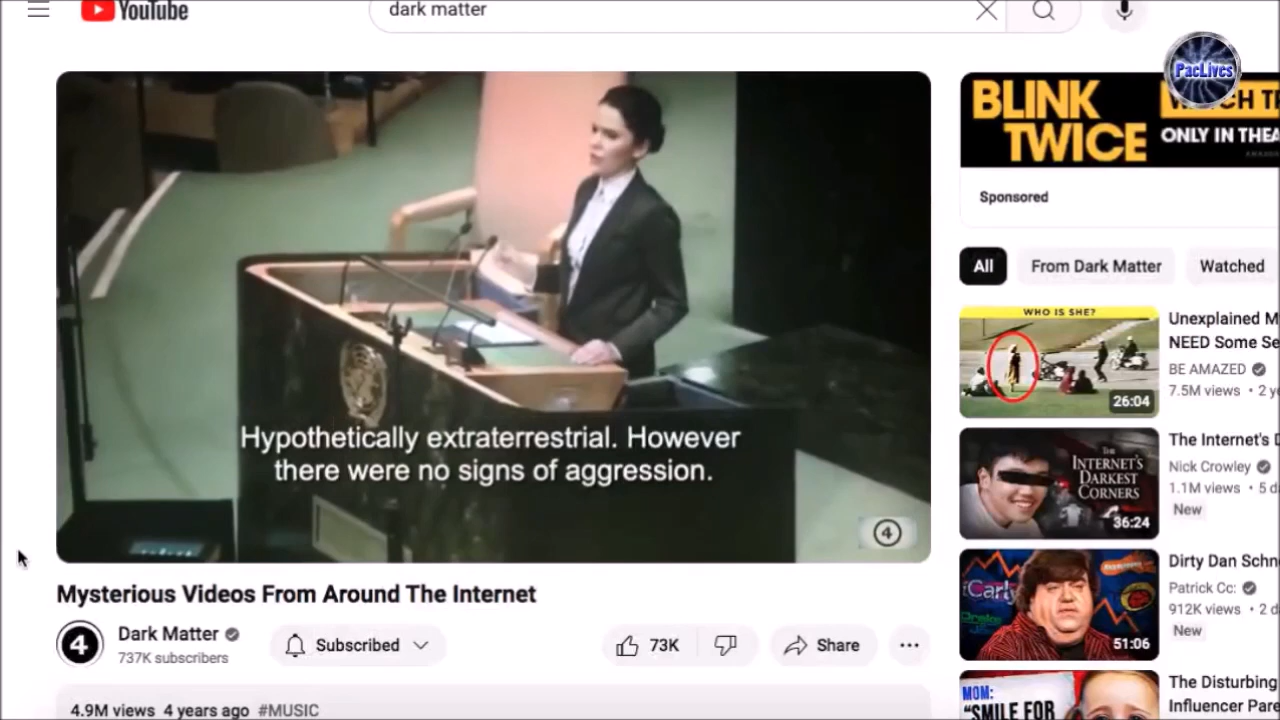 YouTube
dark matter
PacLives
BLINK
TWICE
ONLY IN THEA
Sponsored
All
From Dark Matter
Watched
Hypothetically extraterrestrial. However
there were no signs of aggression.
4
Mysterious Videos From Around The Internet
4
Dark Matter
737K subscribers
Subscribed
73K
Share
4.9M views 4 years ago #MUSIC
WHO IS SHE?
26:04
Unexplained M
NEED Some Se
BE AMAZED
7.5M views • 2 y
THE
INTERNET'S
DARKEST
CORNERS
36:24
The Internet's
Nick Crowley
1.1M views • 5 d
New
iCarly
51:06
Dirty Dan Schn
Patrick Cc:
912K views • 2 d
New
MOM:
"SMILE FOR
The Disturbing
Influencer Pare